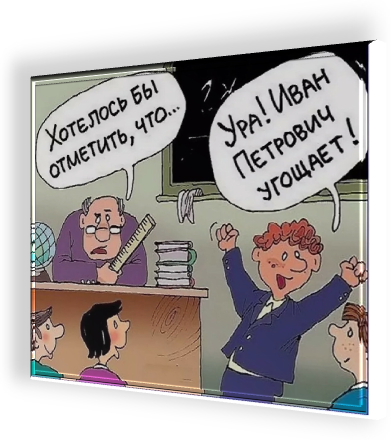 Хотелось бы
отметить, что...
Ура! Иван
Петрович
угощает!